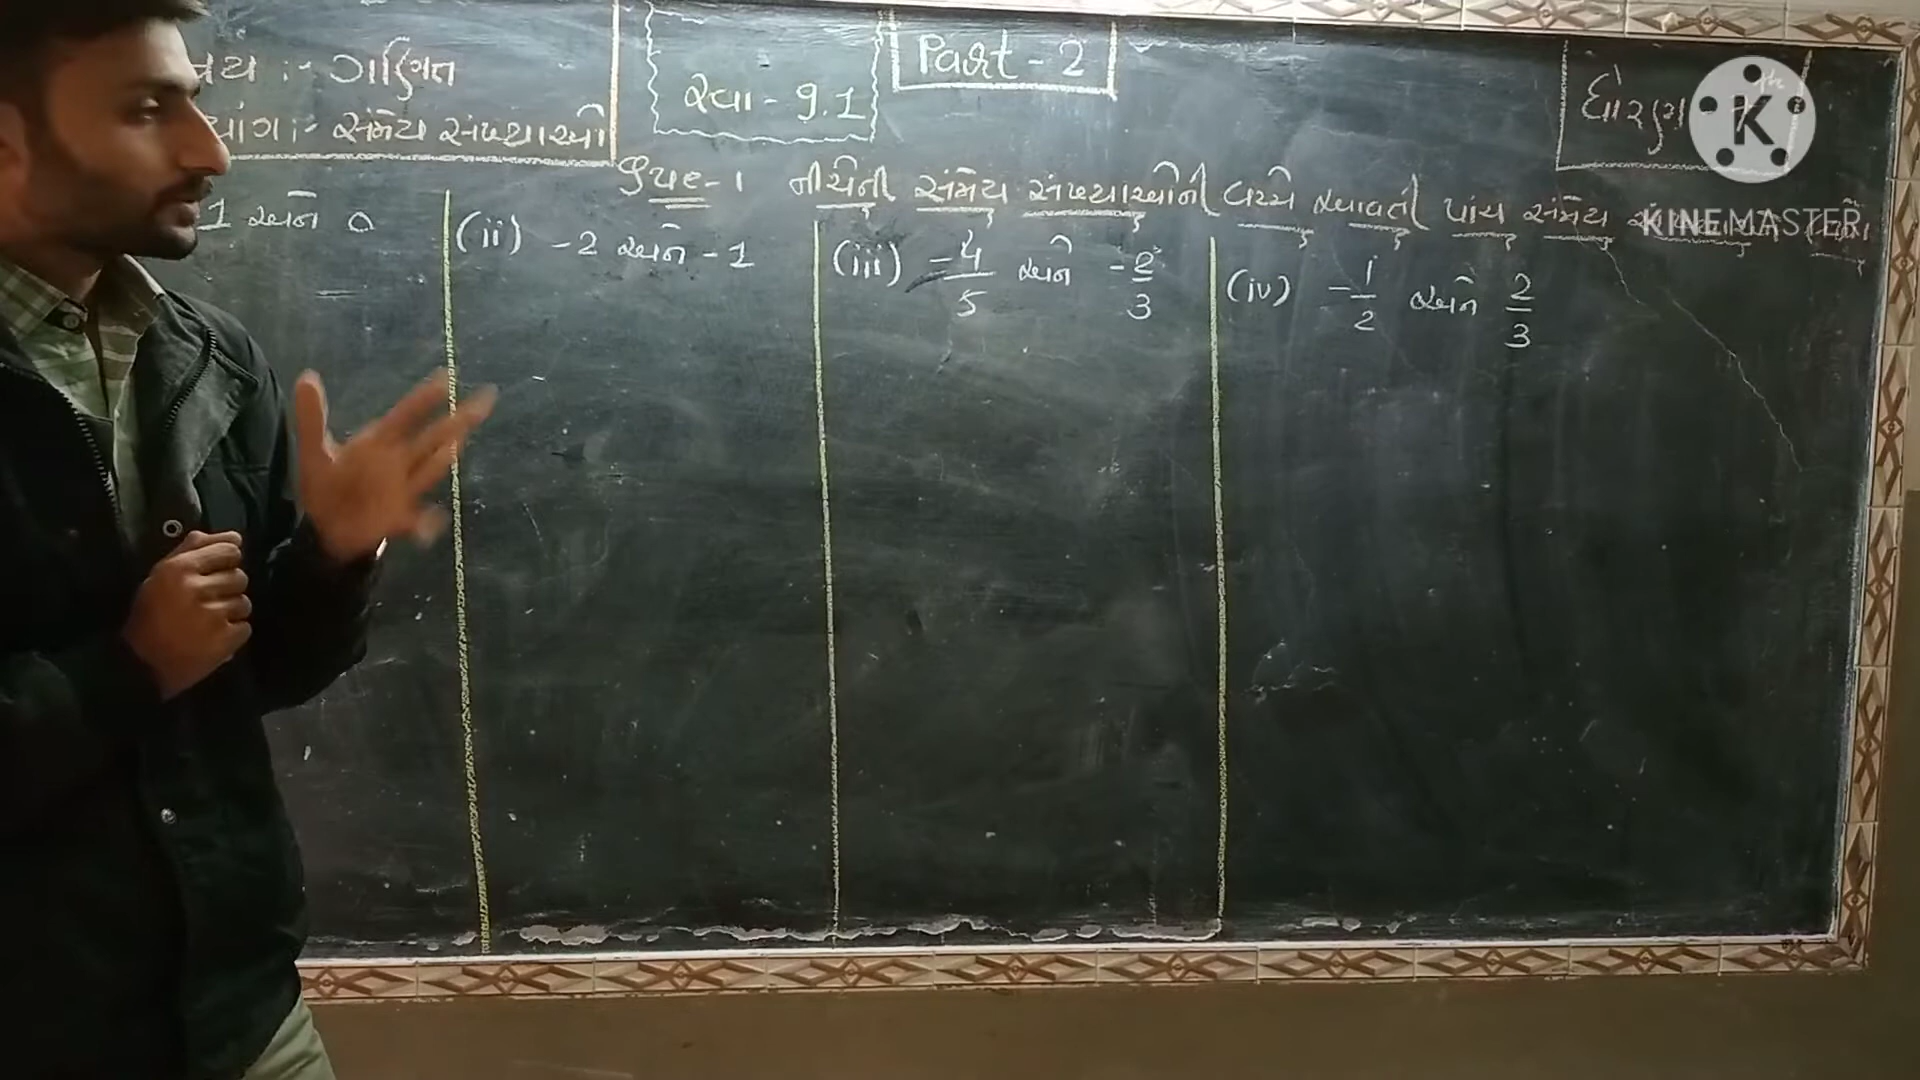 ગણિત
સંમેય સંખ્યાઓ
સ્વા - 9.1
Part - 2
ધોરણ
K
KINEMASTER
Que-1 નીચેની સંમેય સંખ્યાઓની વચ્ચે આવતી પાંચ સંમેય
1 અને 0
(ii) -2 અને -1
(iii) -4/5 અને -2/3
(iv) -1/2 અને 2/3